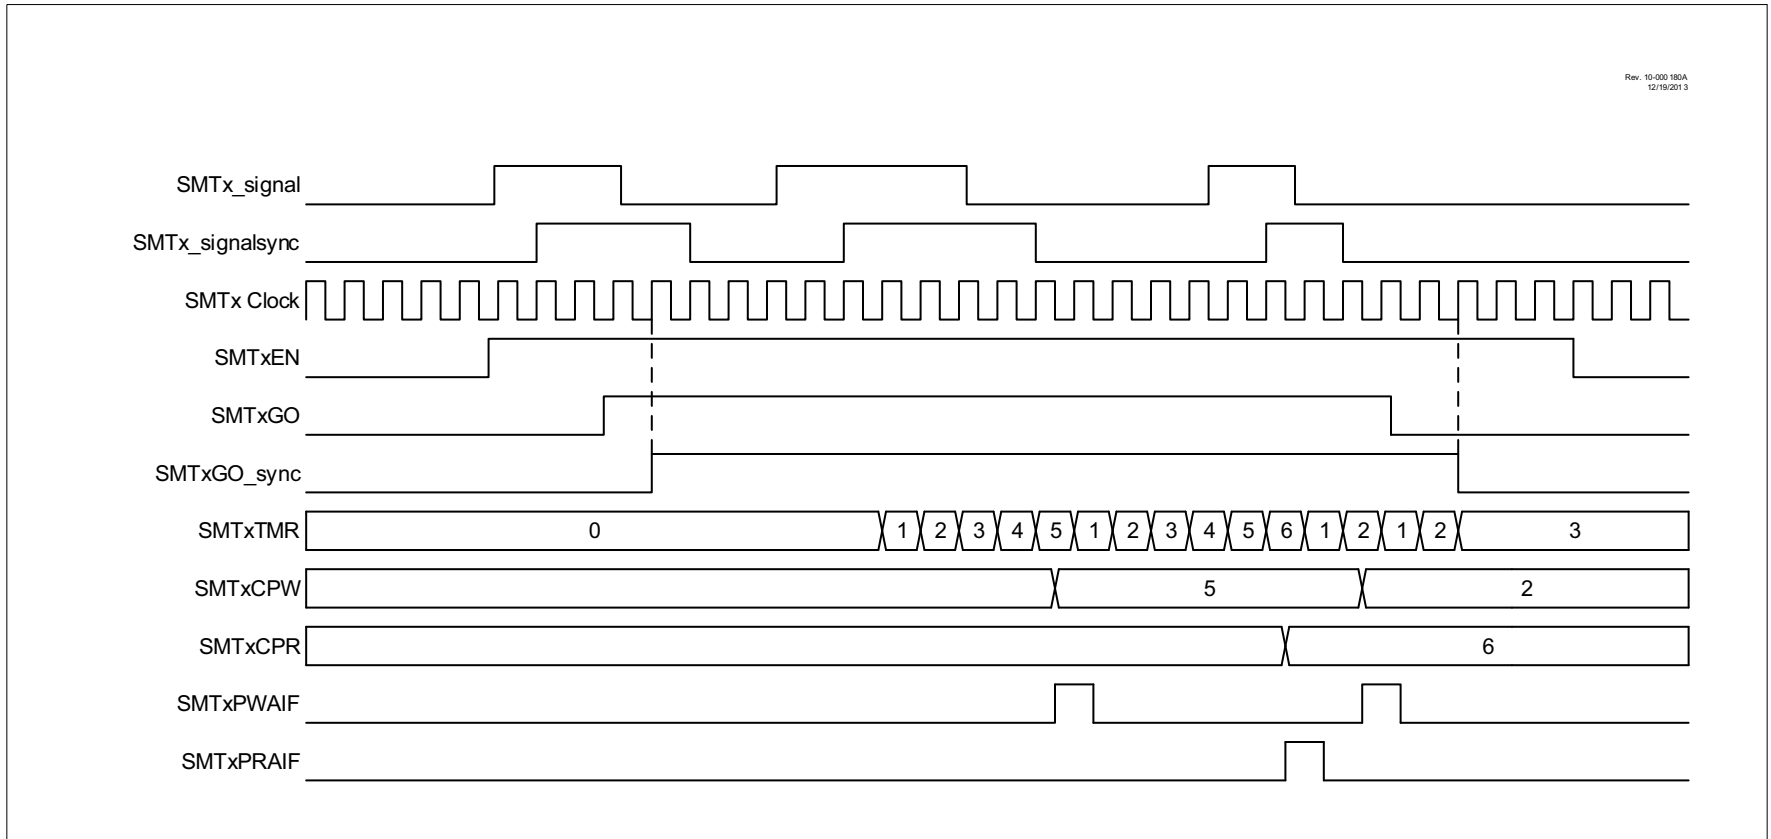 Rev. 10-000 180A
12/19/201 3
SMTx_signal
SMTx_signalsync
SMTx Clock
SMTxEN
SMTxGO
SMTxGO_sync
SMTxTMR 0 1 2 3 4 5 1 2 3 4 5 6 1 2 1 2 3
SMTxCPW 5 2
SMTxCPR 6
SMTxPWAIF
SMTxPRAIF